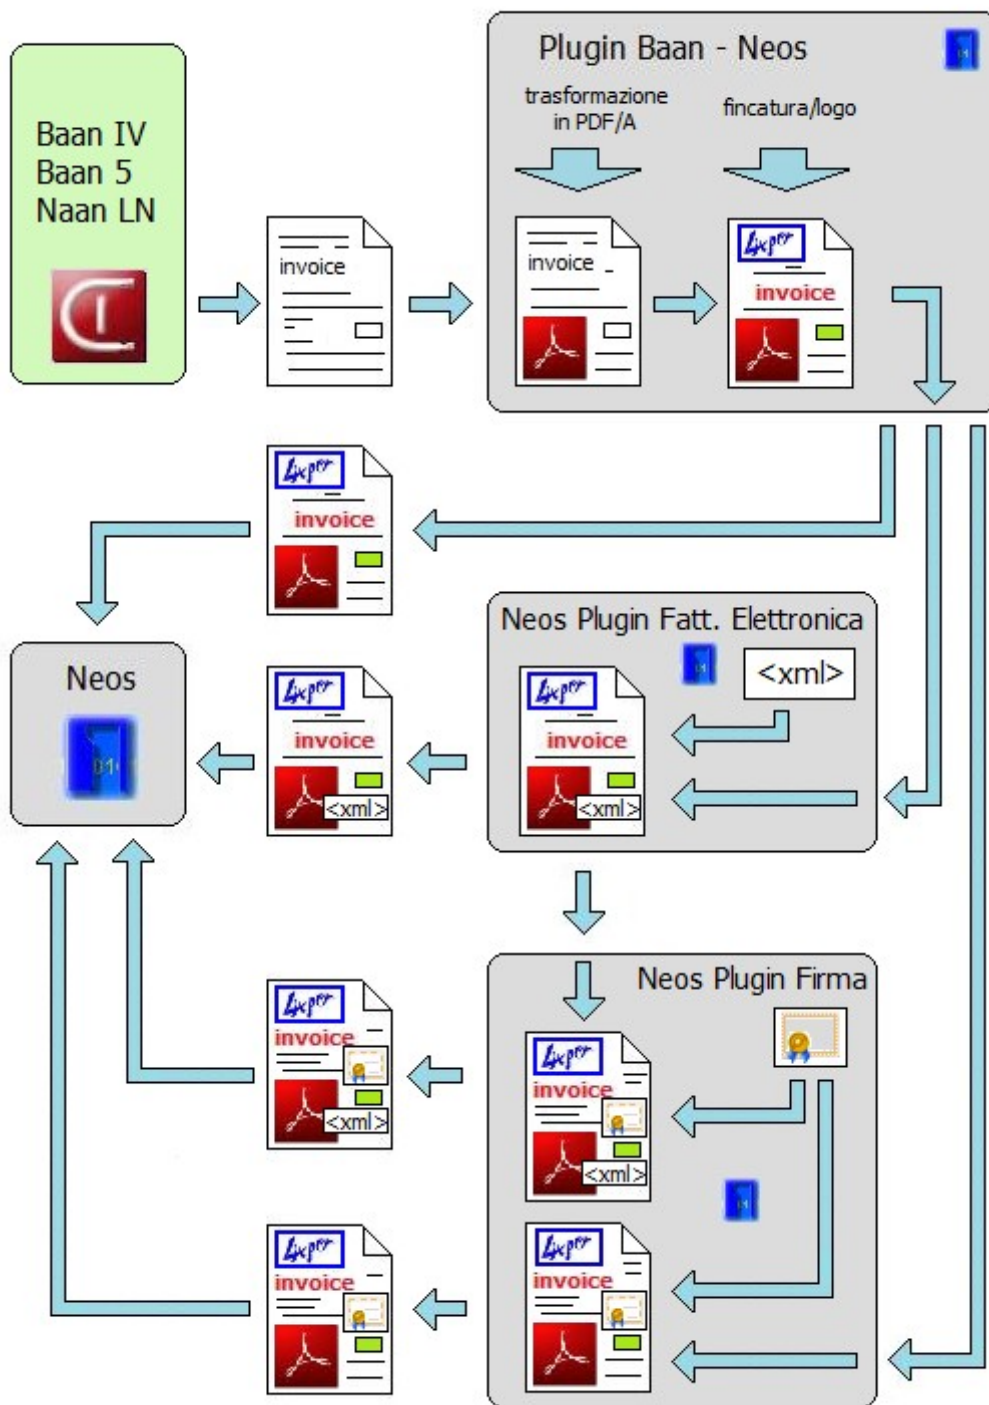 Baan IV
Baan 5
Naan LN
invoice
Plugin Baan - Neos
trasformazione
in PDF/A
fincatura/logo
invoice
invoice
invoice
Neos
invoice
<xml>
Neos Plugin Fatt. Elettronica
<xml>
invoice
<xml>
Neos Plugin Firma
invoice
<xml>
invoice
<xml>
invoice
invoice